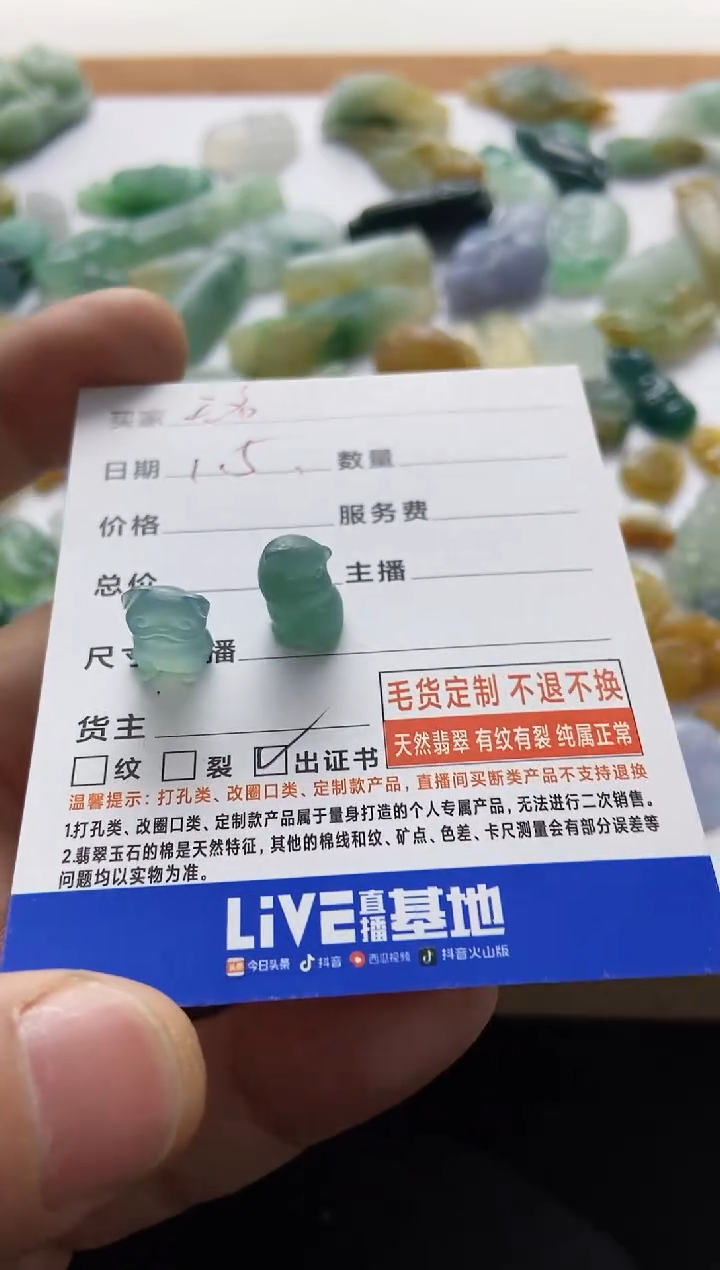 买家
日期 1.5. 数量
价格 服务费
总价 主播
尺寸 播
货主
毛货定制 不退不换
天然翡翠 有纹有裂 纯属正常
纹 裂 出证书
温馨提示：打孔类、改圈口类、定制款产品，直播间买断类产品不支持退换
1.打孔类、改圈口类、定制款产品属于量身打造的个人专属产品，无法进行二次销售。
2.翡翠玉石的棉是天然特征，其他的棉线和纹、矿点、色差、卡尺测量会有部分误差等
问题均以实物为准。
LiVE直播基地
头条 今日头条 抖音 西瓜视频 抖音火山版